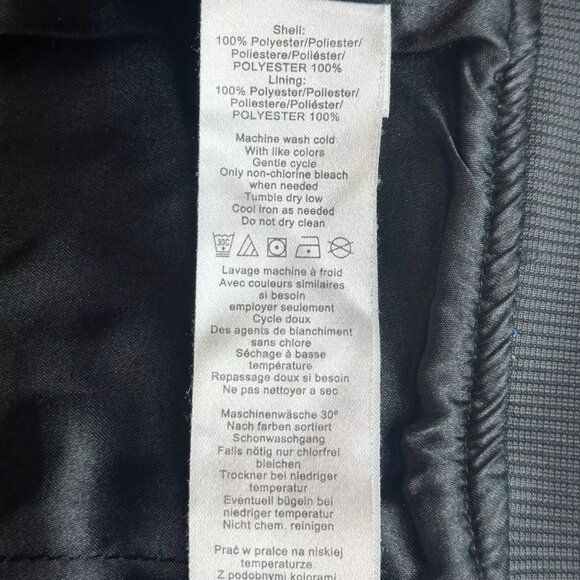 Shell:
100% Polyester/Poliester/
Poliestere/Poliéster/
POLYESTER 100%
Lining:
100% Polyester/Poliester/
Poliestere/Poliéster/
POLYESTER 100%
Machine wash cold
With like colors
Gentle cycle
Only non-chlorine bleach
when needed
Tumble dry low
Cool iron as needed
Do not dry clean
30C
Lavage machine à froid
Avec couleurs similaires
si besoin
employer seulement
Cycle doux
Des agents de blanchiment
sans chlore
Séchage à basse
température
Repassage doux si besoin
Ne pas nettoyer a sec
Maschinenwäsche 30º
Nach farben sortiert
Schonwaschgang
Falls nötig nur chlorfrei
bleichen
Trockner bei niedriger
temperatur
Eventuell bügeln bei
niedriger temperatur
Nicht chem. reinigen
Prać w pralce na niskiej
temperaturze.
Z podobnymi kolorami